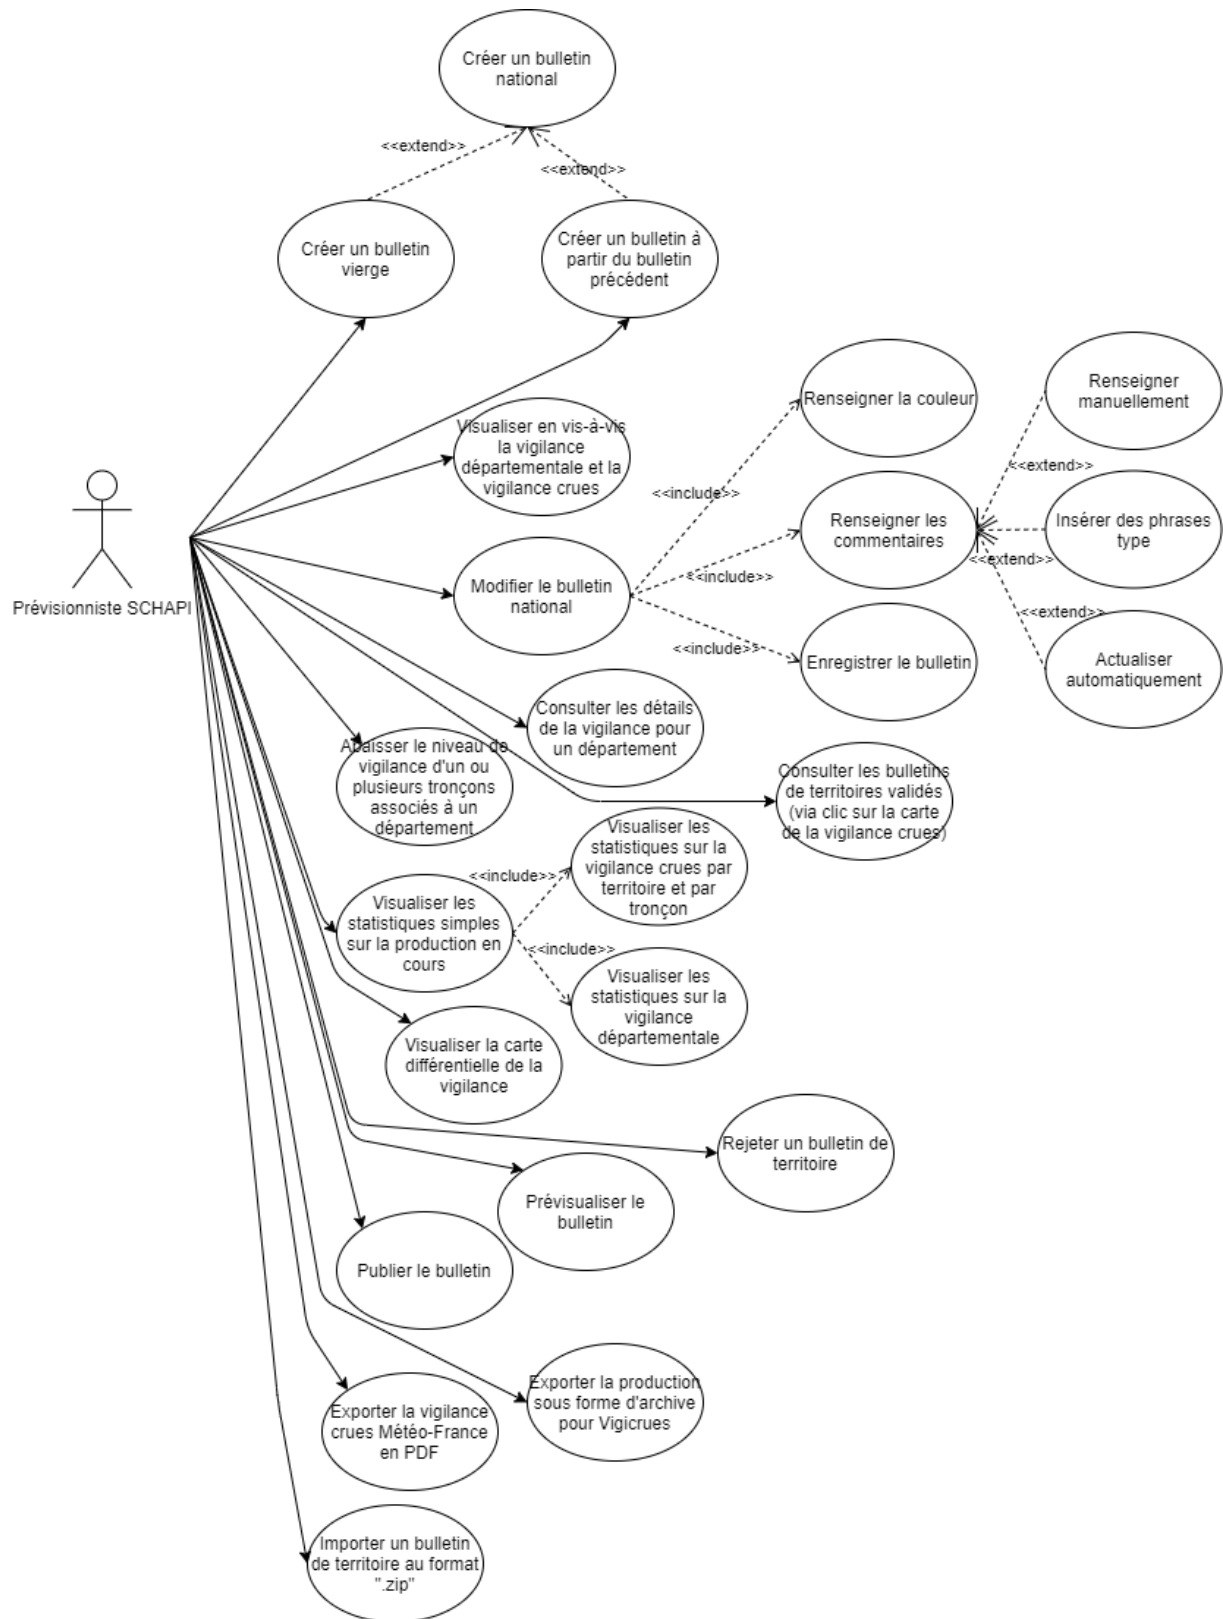 Créer un bulletin
national
<<extend>>
<<extend>>
Créer un bulletin
vierge
Créer un bulletin à
partir du bulletin
précédent
Renseigner la couleur
Renseigner
manuellement
Visualiser en vis-à-vis
la vigilance
départementale et la
vigilance crues
<<extend>>
<<include>>
Renseigner les
commentaires
Insérer des phrases
type
<<extend>>
Prévisionniste SCHAPI
Modifier le bulletin
national
<<include>>
<<extend>>
<<include>>
Enregistrer le bulletin
Actualiser
automatiquement
Consulter les détails
de la vigilance pour
un département
Abaisser le niveau de
vigilance d'un ou
plusieurs tronçons
associés à un
département
Consulter les bulletins
de territoires validés
(via clic sur la carte
de la vigilance crues)
Visualiser les
statistiques sur la
vigilance crues par
territoire et par
tronçon
<<include>>
Visualiser les
statistiques simples
sur la production en
cours
<<include>>
Visualiser les
statistiques sur la
vigilance
départementale
Visualiser la carte
différentielle de la
vigilance
Rejeter un bulletin de
territoire
Prévisualiser le
bulletin
Publier le bulletin
Exporter la production
sous forme d'archive
pour Vigicrues
Exporter la vigilance
crues Météo-France
en PDF
Importer un bulletin
de territoire au format
".zip"